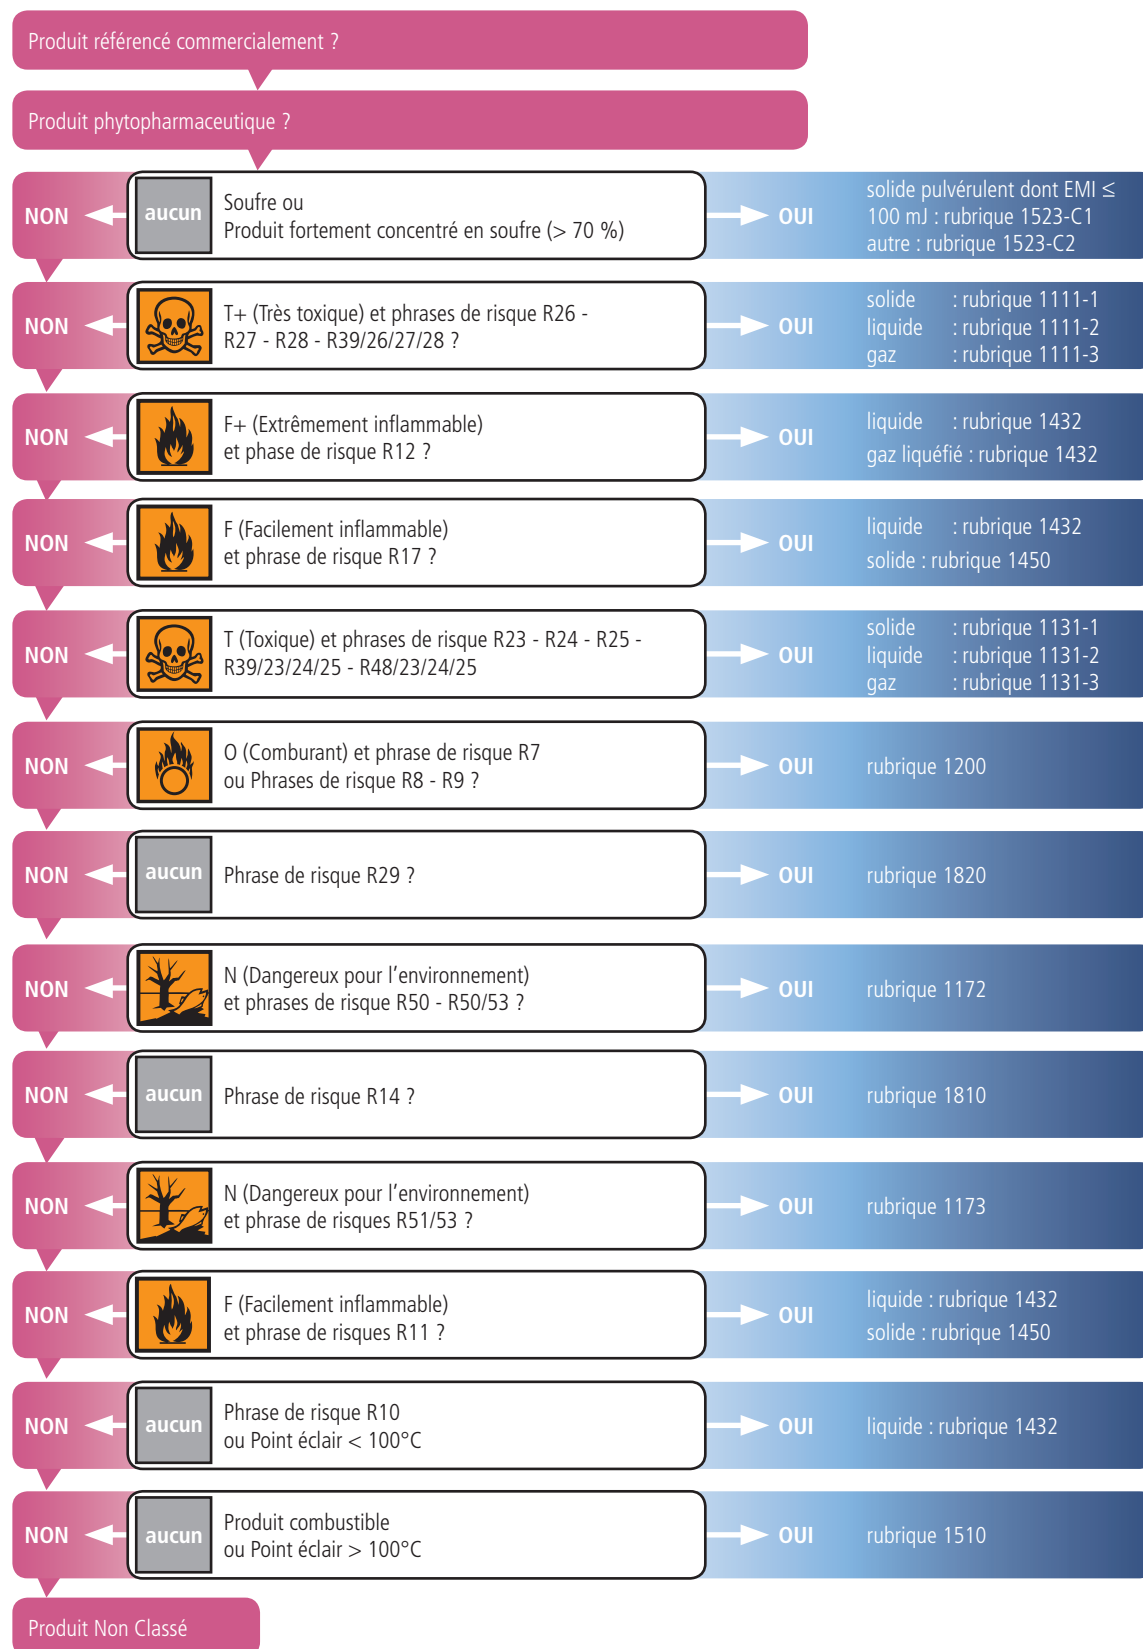 Produit référencé commercialement ?
Produit phytopharmaceutique ?
NON
aucun
Soufre ou
Produit fortement concentré en soufre (> 70 %)
OUI
solide pulvérulent dont EMI ≤
100 mJ : rubrique 1523-C1
autre : rubrique 1523-C2
NON
T+ (Très toxique) et phrases de risque R26 -
R27 - R28 - R39/26/27/28 ?
OUI
solide : rubrique 1111-1
liquide : rubrique 1111-2
gaz : rubrique 1111-3
NON
F+ (Extrêmement inflammable)
et phase de risque R12 ?
OUI
liquide : rubrique 1432
gaz liquéfié : rubrique 1432
NON
F (Facilement inflammable)
et phrase de risque R17 ?
OUI
liquide : rubrique 1432
solide : rubrique 1450
NON
T (Toxique) et phrases de risque R23 - R24 - R25 -
R39/23/24/25 - R48/23/24/25
OUI
solide : rubrique 1131-1
liquide : rubrique 1131-2
gaz : rubrique 1131-3
NON
O (Comburant) et phrase de risque R7
ou Phrases de risque R8 - R9 ?
OUI
rubrique 1200
NON
aucun
Phrase de risque R29 ?
OUI
rubrique 1820
NON
N (Dangereux pour l'environnement)
et phrases de risque R50 - R50/53 ?
OUI
rubrique 1172
NON
aucun
Phrase de risque R14 ?
OUI
rubrique 1810
NON
N (Dangereux pour l'environnement)
et phrase de risques R51/53 ?
OUI
rubrique 1173
NON
F (Facilement inflammable)
et phrase de risques R11 ?
OUI
liquide : rubrique 1432
solide : rubrique 1450
NON
aucun
Phrase de risque R10
ou Point éclair < 100°C
OUI
liquide : rubrique 1432
NON
aucun
Produit combustible
ou Point éclair > 100°C
OUI
rubrique 1510
Produit Non Classé